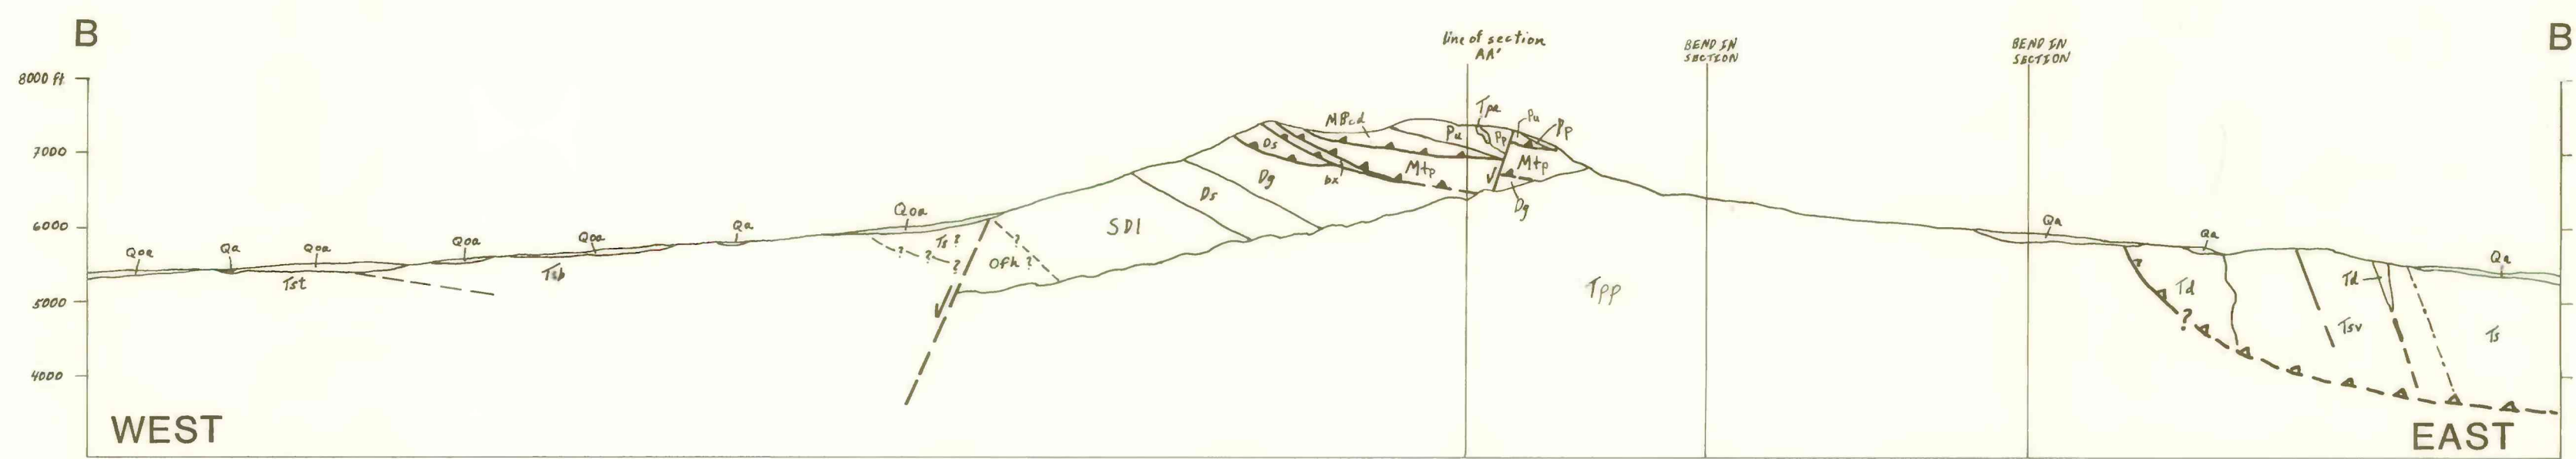 B
B
line of section
AA'
BEND IN
SECTION
BEND IN
SECTION
8000 ft
7000
6000
5000
4000
MPcd
Tpa
Pu
Pp
Pu
Pp
Ds
Mtp
Mtp
bx
Dg
Dg
Ds
SDl
Qoa
Qoa
Qa
Qoa
Qoa
Qoa
Qa
Ts?
? ? ?
?
Ofh?
Tst
Tsb
Tpp
Qa
Qa
Qa
?
Td
?
Td
Tsv
Ts
WEST
EAST